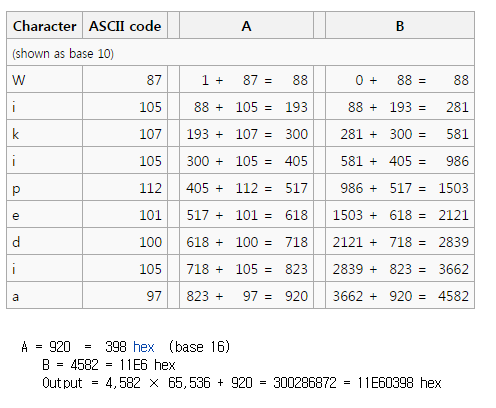 Character ASCII code A B
(shown as base 10)
W 87 1 + 87 = 88 0 + 88 = 88
i 105 88 + 105 = 193 88 + 193 = 281
k 107 193 + 107 = 300 281 + 300 = 581
i 105 300 + 105 = 405 581 + 405 = 986
p 112 405 + 112 = 517 986 + 517 = 1503
e 101 517 + 101 = 618 1503 + 618 = 2121
d 100 618 + 100 = 718 2121 + 718 = 2839
i 105 718 + 105 = 823 2839 + 823 = 3662
a 97 823 + 97 = 920 3662 + 920 = 4582
A = 920 = 398 hex (base 16)
B = 4582 = 11E6 hex
Output = 4,582 × 65,536 + 920 = 300286872 = 11E60398 hex